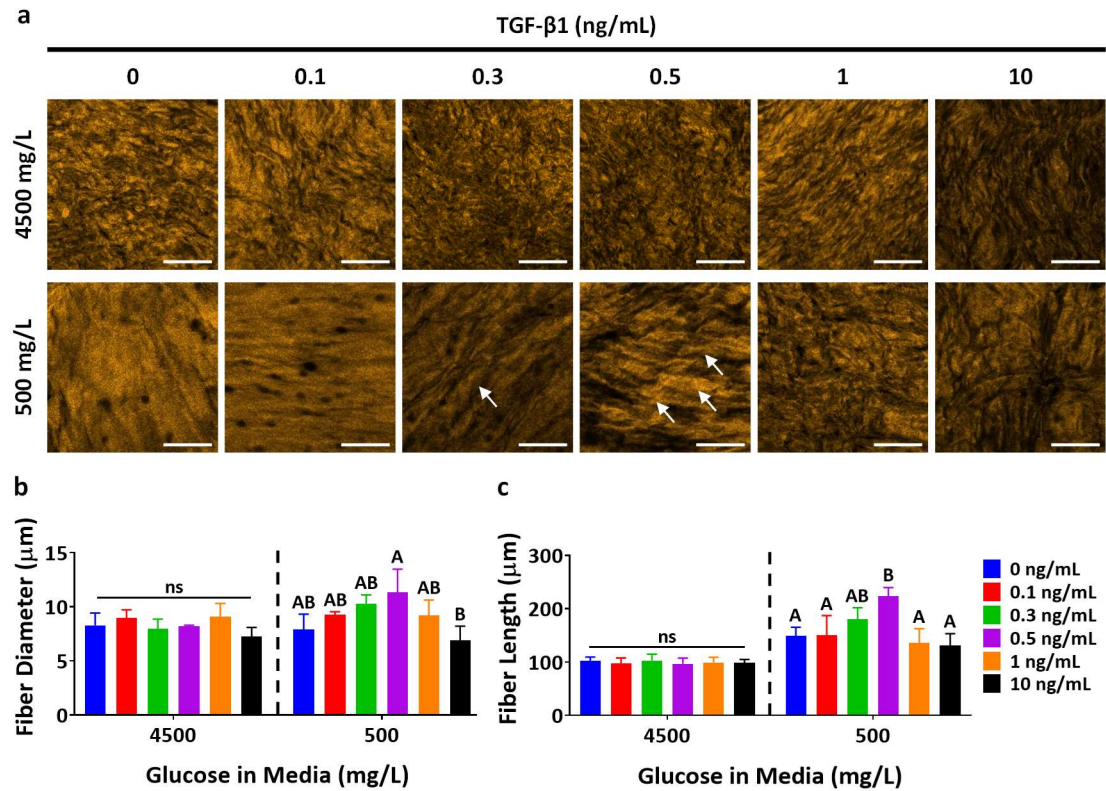 a
TGF-β1 (ng/mL)
0 0.1 0.3 0.5 1 10
4500 mg/L
500 mg/L
b
Fiber Diameter (μm)
15
10
5
0
ns
AB AB AB A AB B
4500 500
Glucose in Media (mg/L)
c
Fiber Length (μm)
300
200
100
0
ns
A A AB B A A
4500 500
Glucose in Media (mg/L)
0 ng/mL
0.1 ng/mL
0.3 ng/mL
0.5 ng/mL
1 ng/mL
10 ng/mL